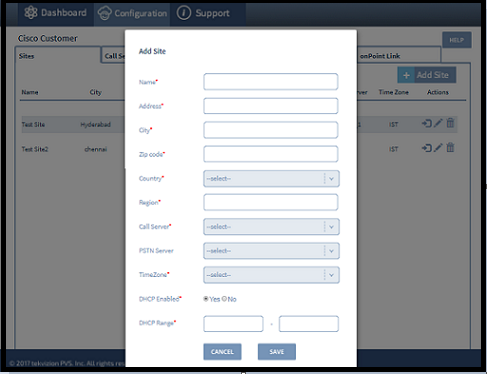 Dashboard Configuration Support
Cisco Customer HELP
Sites Call Se onPoint Link
+ Add Site
Name City ver Time Zone Actions
Test Site Hyderabad 1 IST
Test Site2 chennai IST
Add Site
Name*
Address*
City*
Zip code*
Country* --select--
Region*
Call Server* --select--
PSTN Server --select--
TimeZone* --select--
DHCP Enabled* Yes No
DHCP Range* -
CANCEL SAVE
© 2017 tekvizion PVS, Inc. All rights res